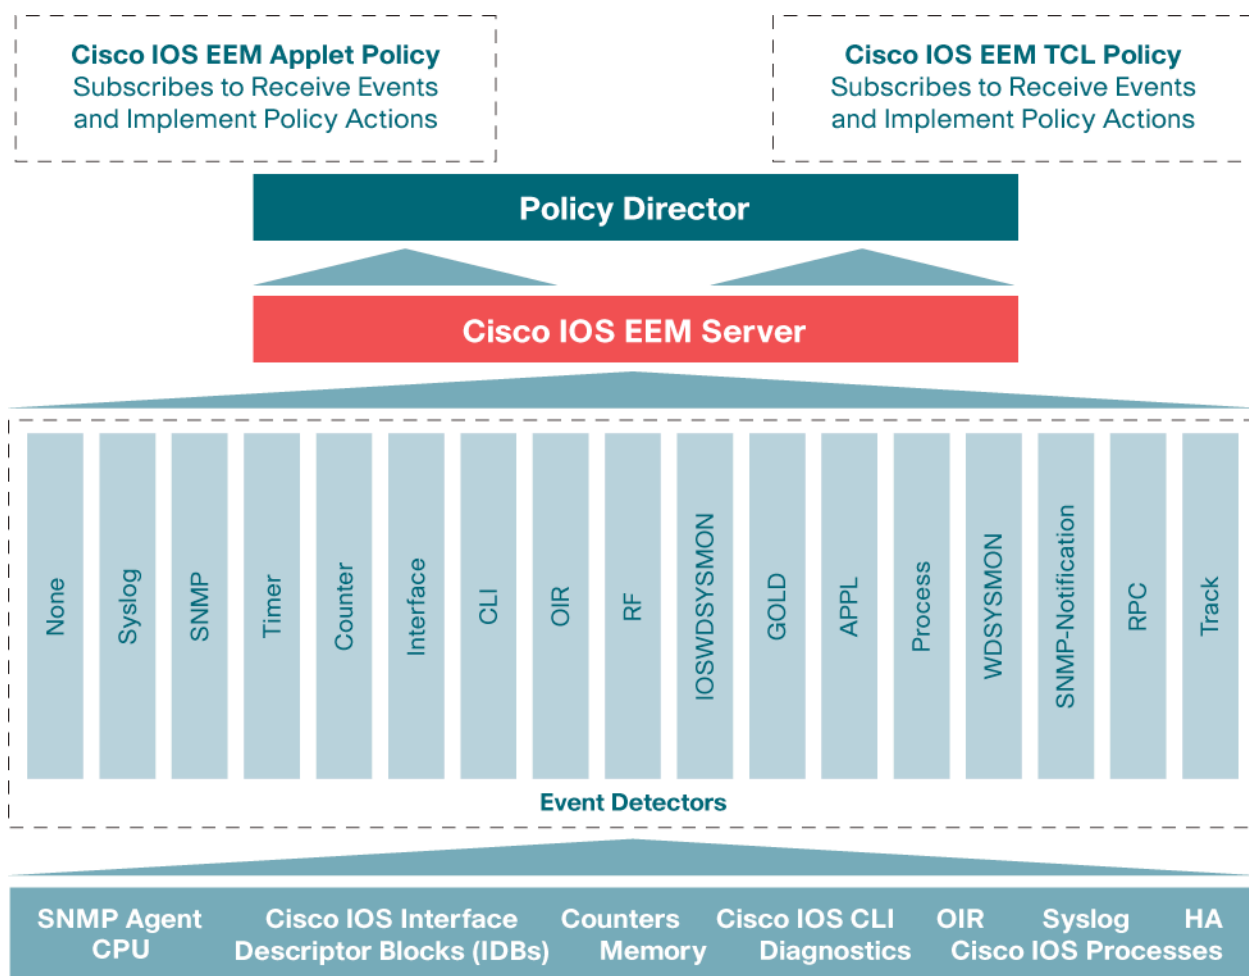 Cisco IOS EEM Applet Policy
Subscribes to Receive Events
and Implement Policy Actions
Cisco IOS EEM TCL Policy
Subscribes to Receive Events
and Implement Policy Actions
Policy Director
Cisco IOS EEM Server
None
Syslog
SNMP
Timer
Counter
Interface
CLI
OIR
RF
IOSWDSYSMON
GOLD
APPL
Process
WDSYSMON
SNMP-Notification
RPC
Track
Event Detectors
SNMP Agent Cisco IOS Interface Counters Cisco IOS CLI OIR Syslog HA
CPU Descriptor Blocks (IDBs) Memory Diagnostics Cisco IOS Processes